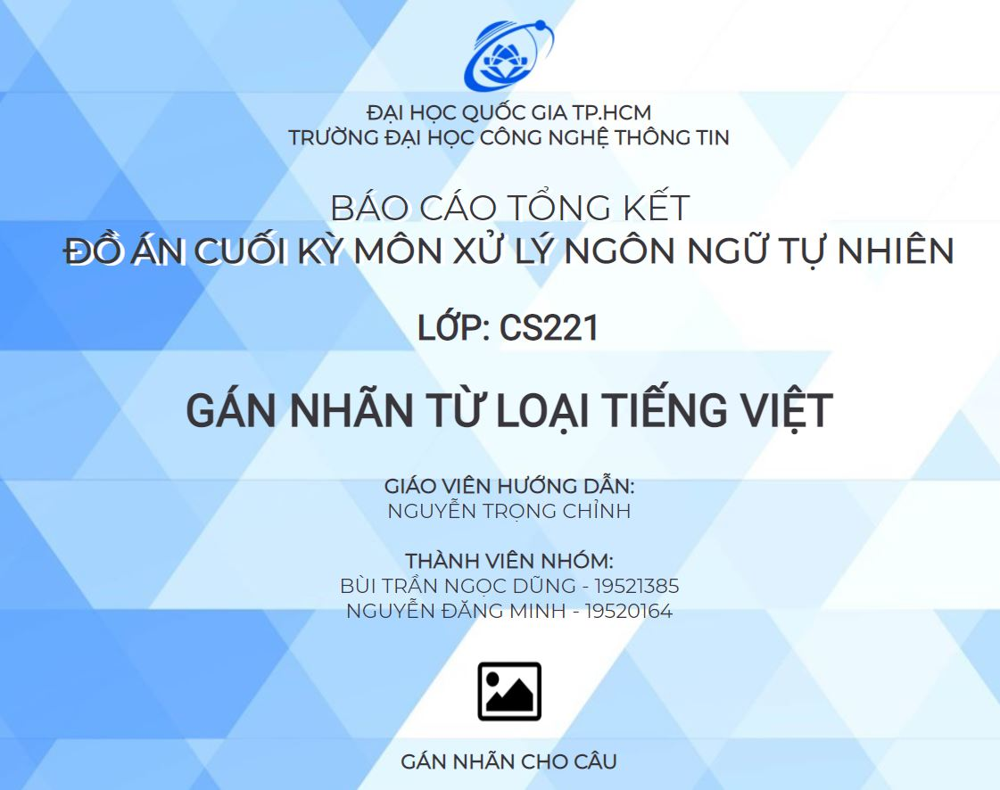 ĐẠI HỌC QUỐC GIA TP.HCM
TRƯỜNG ĐẠI HỌC CÔNG NGHỆ THÔNG TIN
BÁO CÁO TỔNG KẾT
ĐỒ ÁN CUỐI KỲ MÔN XỬ LÝ NGÔN NGỮ TỰ NHIÊN
LỚP: CS221
GÁN NHÃN TỪ LOẠI TIẾNG VIỆT
GIÁO VIÊN HƯỚNG DẪN:
NGUYỄN TRỌNG CHỈNH
THÀNH VIÊN NHÓM:
BÙI TRẦN NGỌC DŨNG - 19521385
NGUYỄN ĐĂNG MINH - 19520164
GÁN NHÃN CHO CÂU